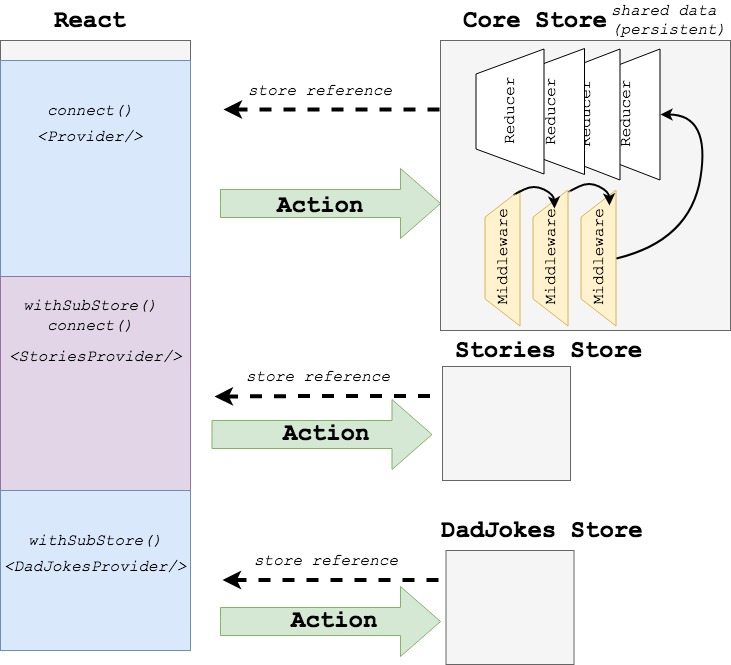 React
Core Store
shared data
(persistent)
connect()
<Provider/>
store reference
Action
Reducer
Reducer
Reducer
Reducer
Middleware
Middleware
Middleware
withSubStore()
connect()
<StoriesProvider/>
Stories Store
store reference
Action
DadJokes Store
withSubStore()
<DadJokesProvider/>
store reference
Action